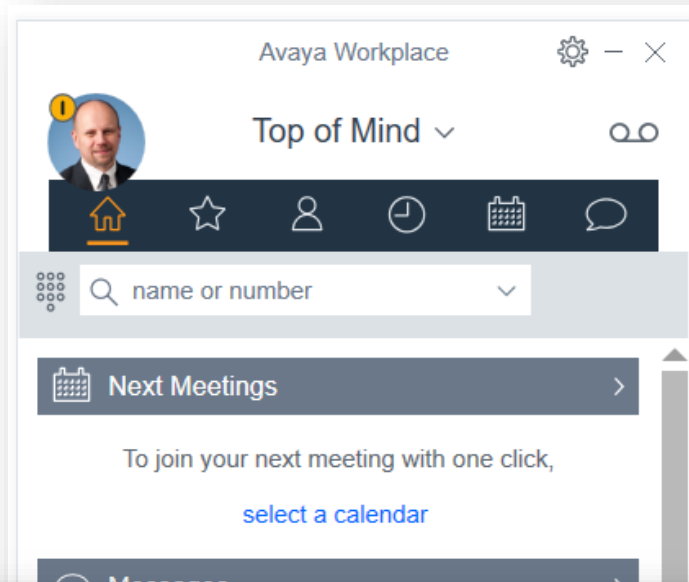 Avaya Workplace
Top of Mind
name or number
Next Meetings
To join your next meeting with one click,
select a calendar
Messages